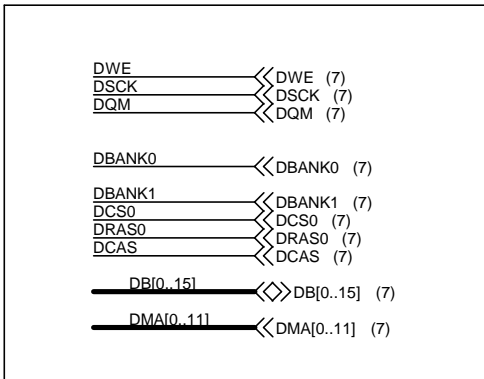 DWE DWE (7)
DSCK DSCK (7)
DQM DQM (7)
DBANK0 DBANK0 (7)
DBANK1 DBANK1 (7)
DCS0 DCS0 (7)
DRAS0 DRAS0 (7)
DCAS DCAS (7)
DB[0..15] DB[0..15] (7)
DMA[0..11] DMA[0..11] (7)